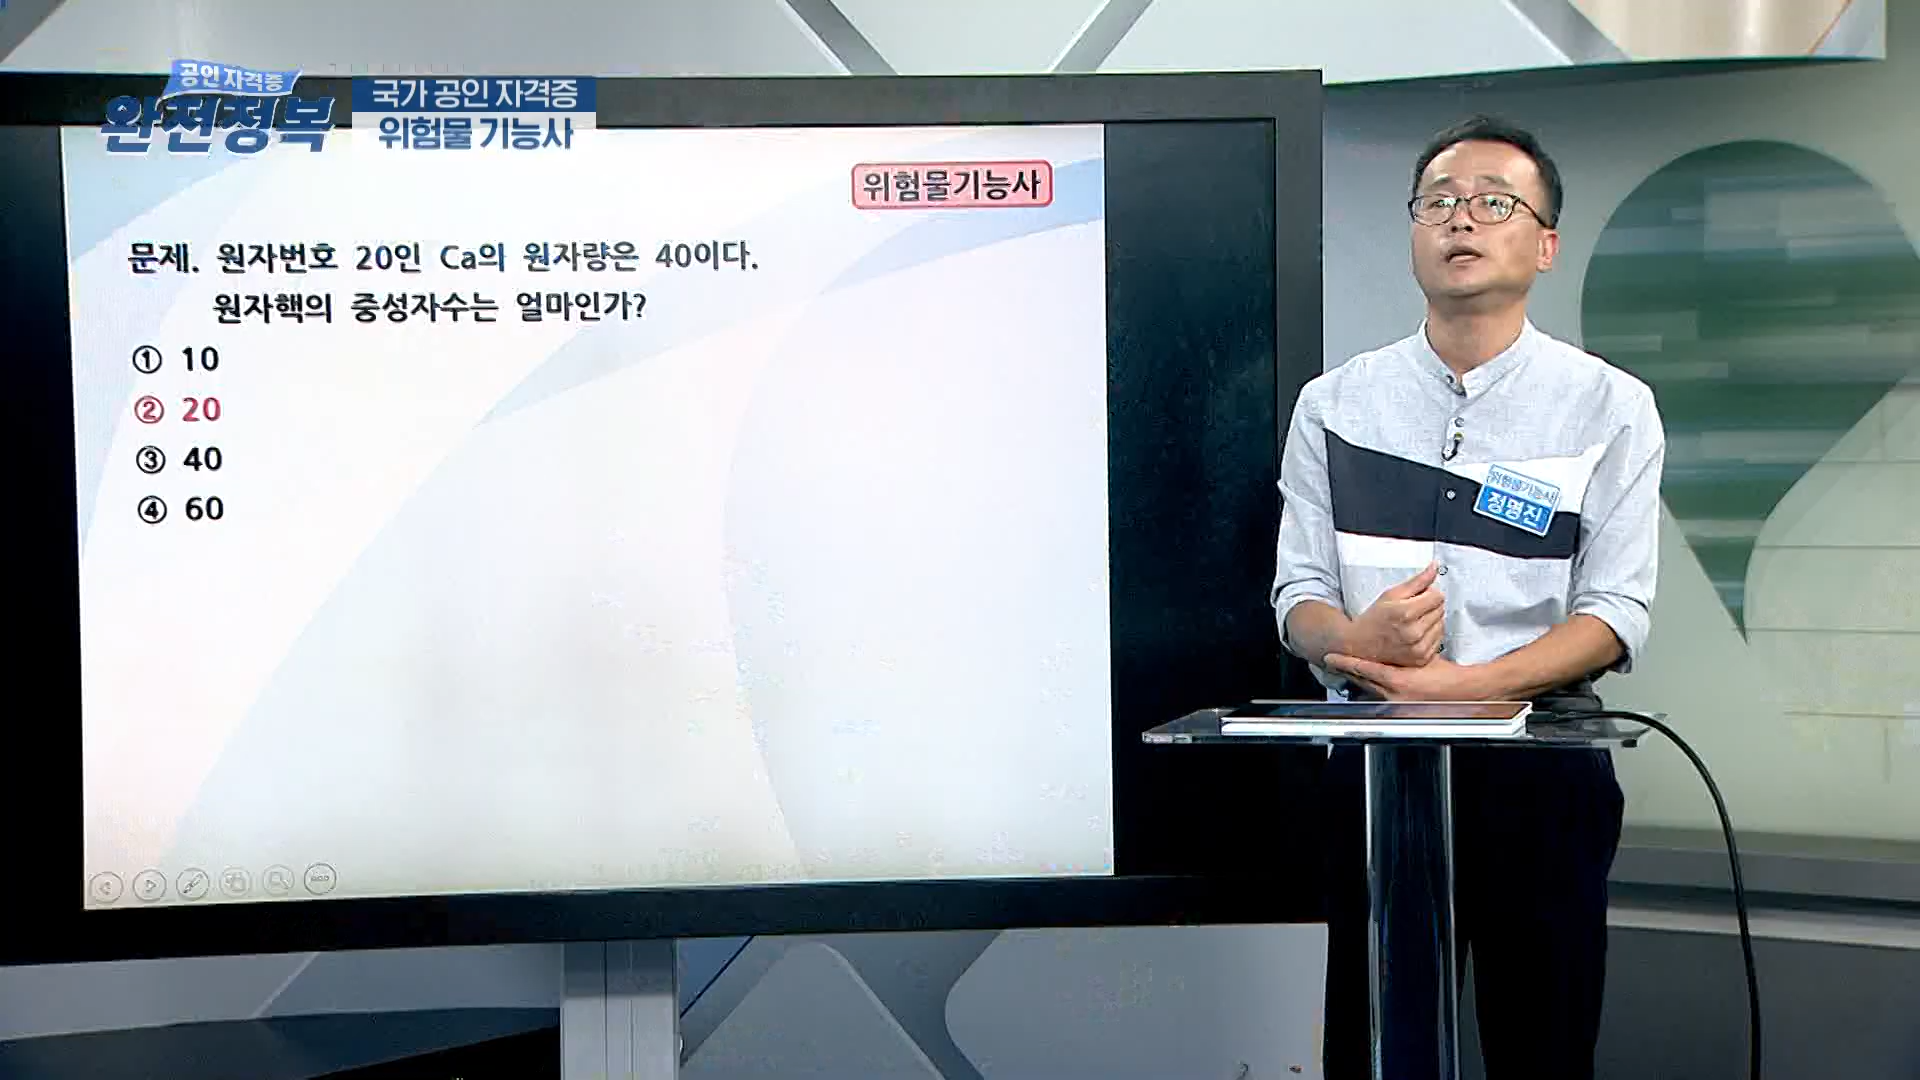 공인 자격증
완전정복
국가 공인 자격증
위험물 기능사
위험물기능사
문제. 원자번호 20인 Ca의 원자량은 40이다.
원자핵의 중성자수는 얼마인가?
① 10
② 20
③ 40
④ 60
위험물기능사
정명진